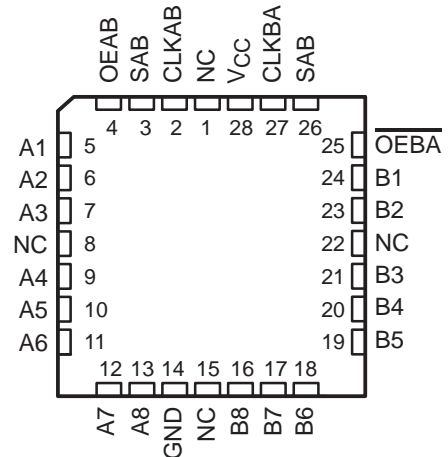 OEAB
SAB
CLKAB
NC
VCC
CLKBA
SAB
4 3 2 1 28 27 26
A1 5 25 OEBA
A2 6 24 B1
A3 7 23 B2
NC 8 22 NC
A4 9 21 B3
A5 10 20 B4
A6 11 19 B5
12 13 14 15 16 17 18
A7
A8
GND
NC
B8
B7
B6